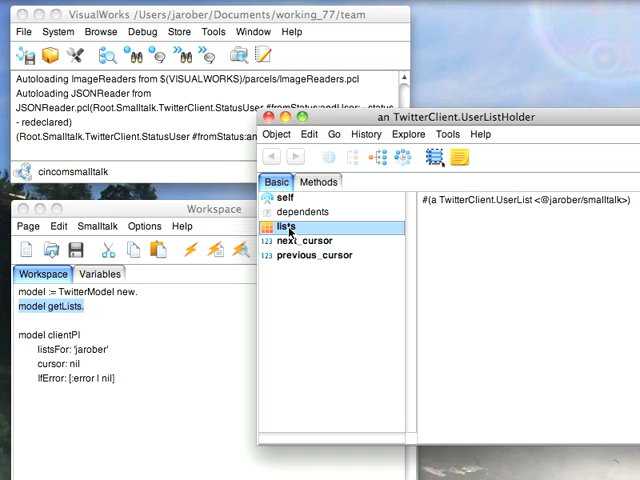 VisualWorks /Users/jarober/Documents/working_77/team
File Edit View Browse Debug Store Tools Window Help
Autoloading ImageReaders from $(VISUALWORKS)/parcels/ImageReaders.pcl
Autoloading JSONReader from
JSONReader.pcl(Root.Smalltalk.TwitterClient.StatusUser #fromStatus:andUser: - status
- redeclared)
(Root.Smalltalk.TwitterClient.StatusUser #fromStatus:an
cincomsmalltalk
Workspace
Page Edit Smalltalk Options Help
Workspace Variables
model := TwitterModel new.
model getLists.
model clientPI
listsFor: 'jarober'
cursor: nil
IfError: [:error | nil]
an TwitterClient.UserListHolder
Object Edit Go History Explore Tools Help
Basic Methods
self
dependents
lists
next_cursor
previous_cursor
#(a TwitterClient.UserList <@jarober/smalltalk>)